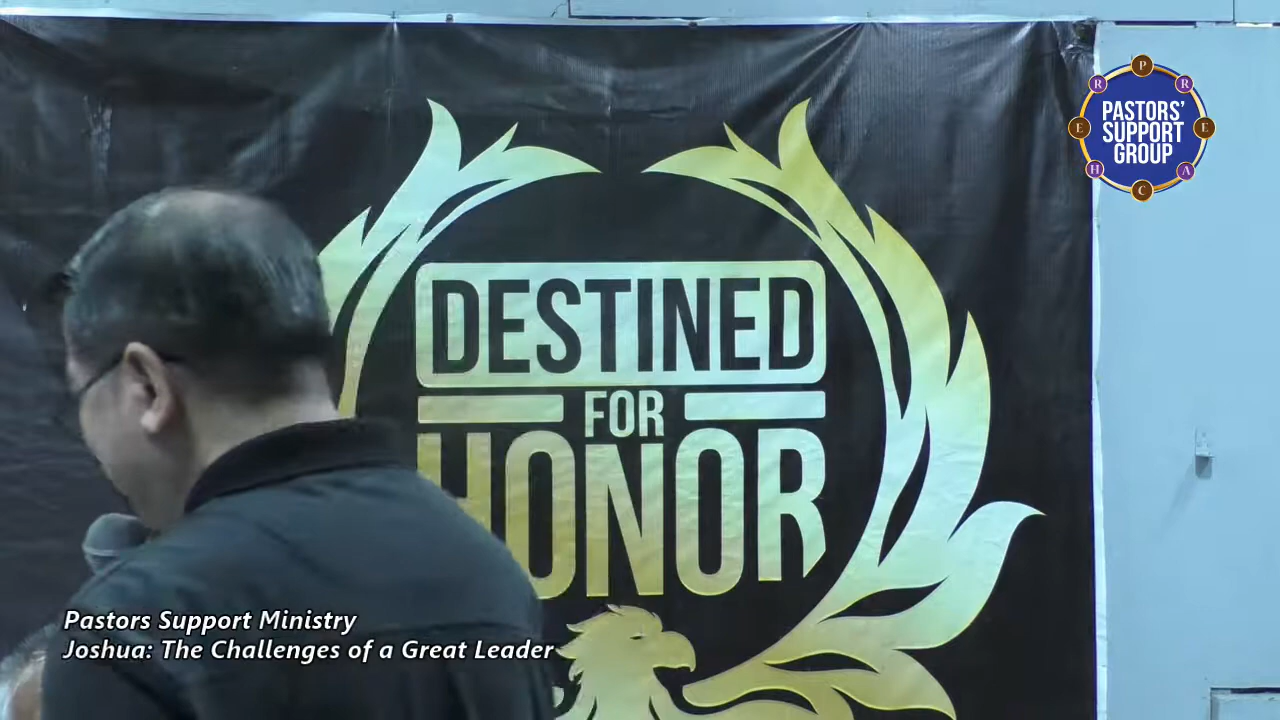 DESTINED
FOR
HONOR
PASTORS'
SUPPORT
GROUP
P
R
E
A
C
H
E
R
Pastors Support Ministry
Joshua: The Challenges of a Great Leader